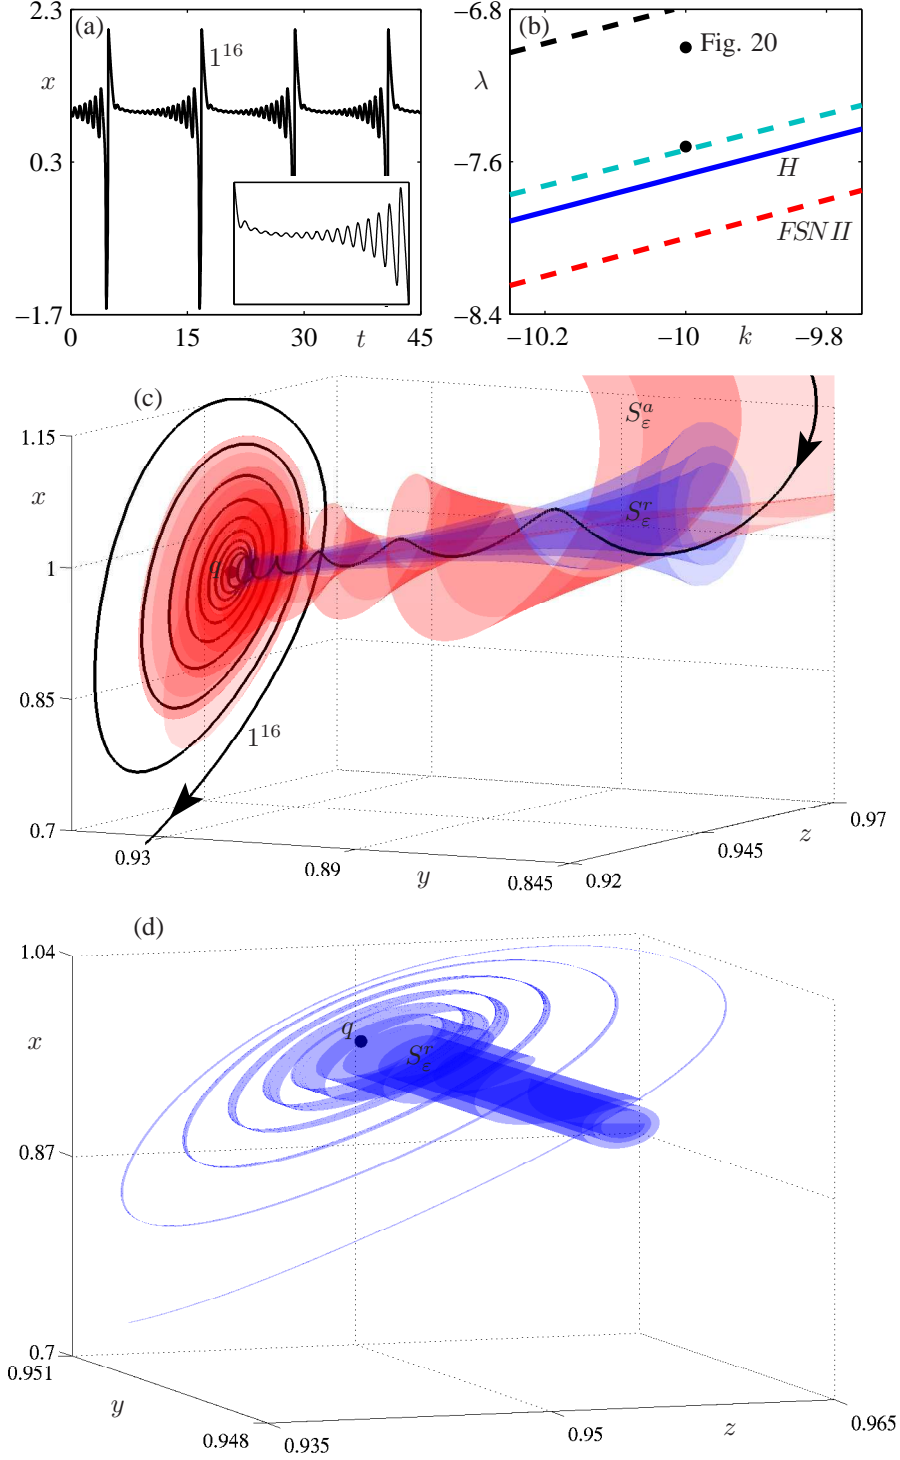 (a)
2.3
x
0.3
−1.7
0
15
30
t
45
1^16
(b)
−6.8
λ
−7.6
−8.4
−10.2
−10
k
−9.8
Fig. 20
H
FSN II
(c)
1.15
x
1
0.85
0.7
0.93
0.89
y
0.845
0.92
0.945
z
0.97
q
1^16
S_ε^a
S_ε^r
(d)
1.04
x
0.87
0.7
0.951
y
0.948
0.935
0.95
z
0.965
q
S_ε^r